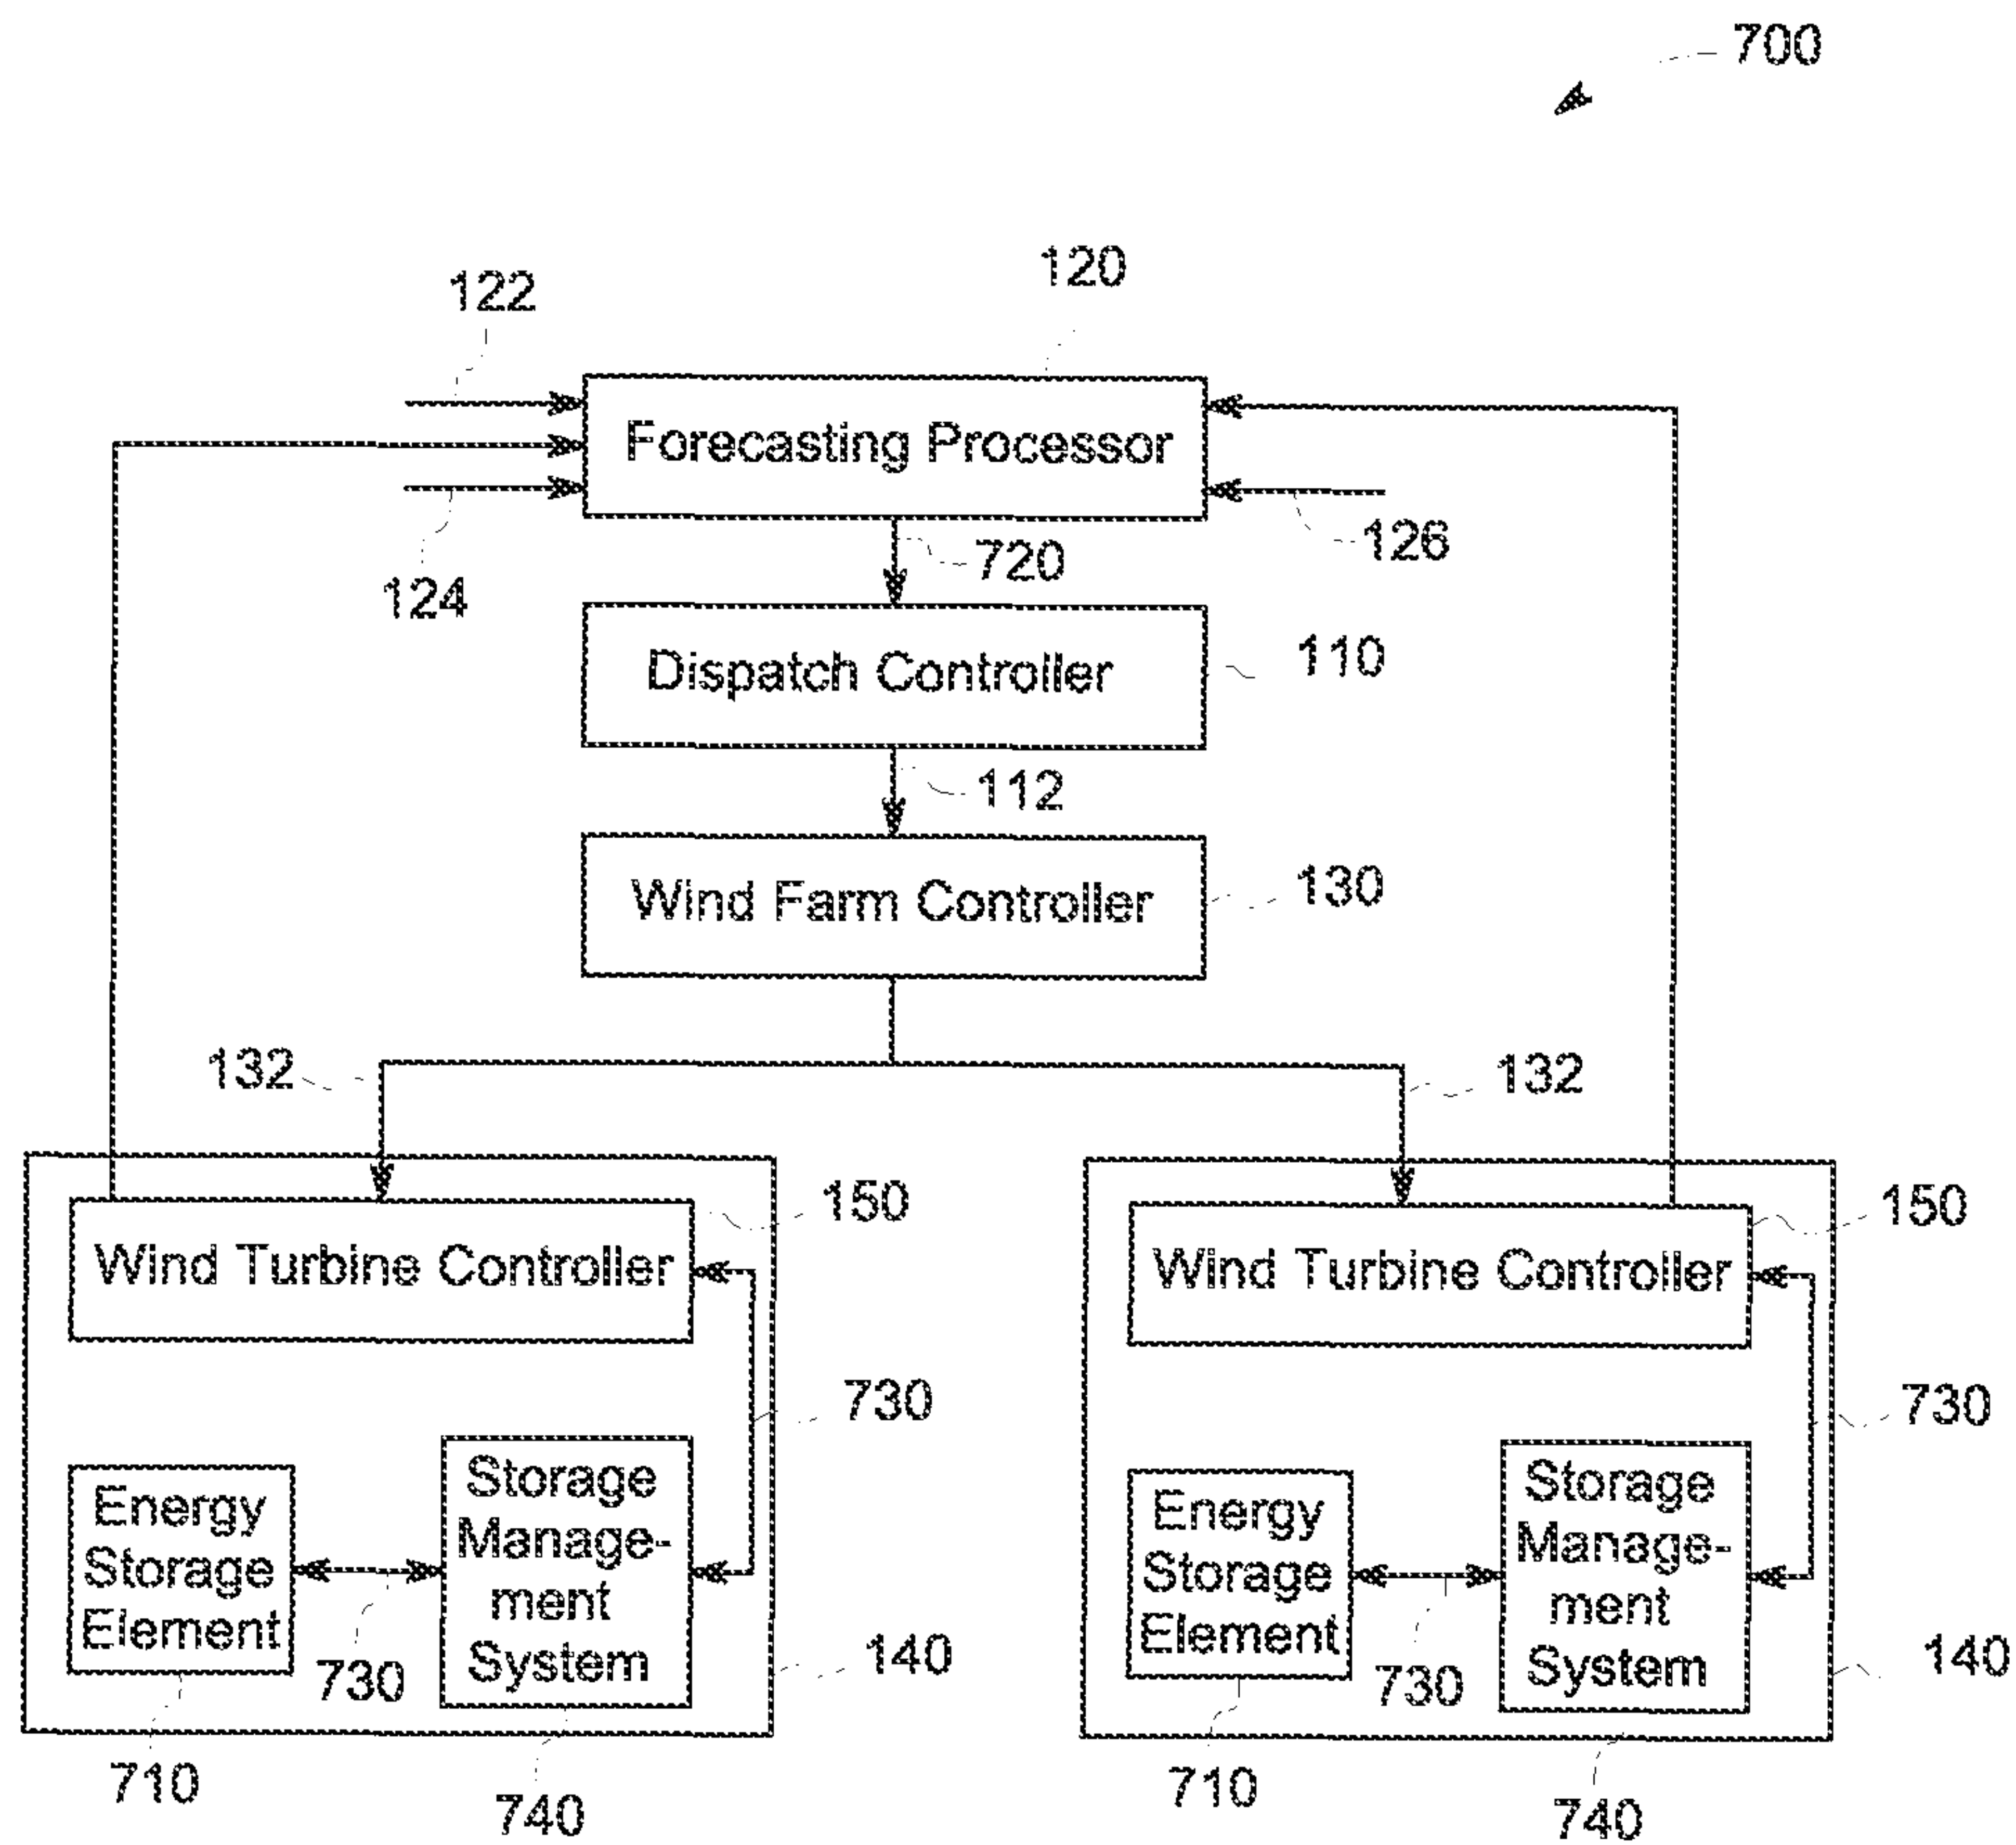 700
122
120
Forecasting Processor
124
126
720
Dispatch Controller
110
112
Wind Farm Controller
130
132
132
Wind Turbine Controller
150
730
Energy
Storage
Element
Storage
Manage-
ment
System
730
140
710
740
Wind Turbine Controller
150
730
Energy
Storage
Element
Storage
Manage-
ment
System
730
140
710
740